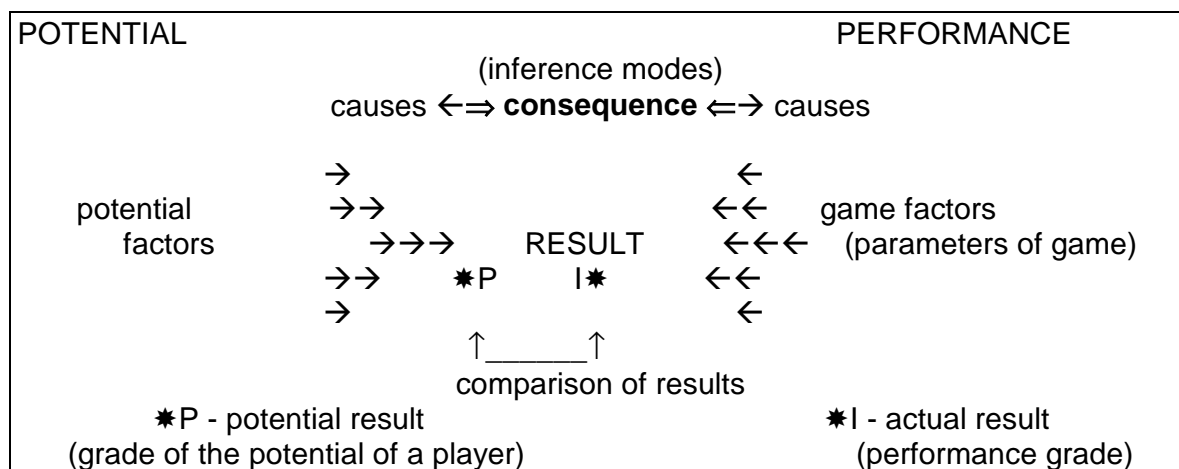 POTENTIAL PERFORMANCE
(inference modes)
causes ←⇒ consequence ⇐→ causes
→ ←
potential →→ ←← game factors
factors →→→ RESULT ←←← (parameters of game)
→→ ✷P I✷ ←←
→ ←
↑______↑
comparison of results
✷P - potential result ✷I - actual result
(grade of the potential of a player) (performance grade)